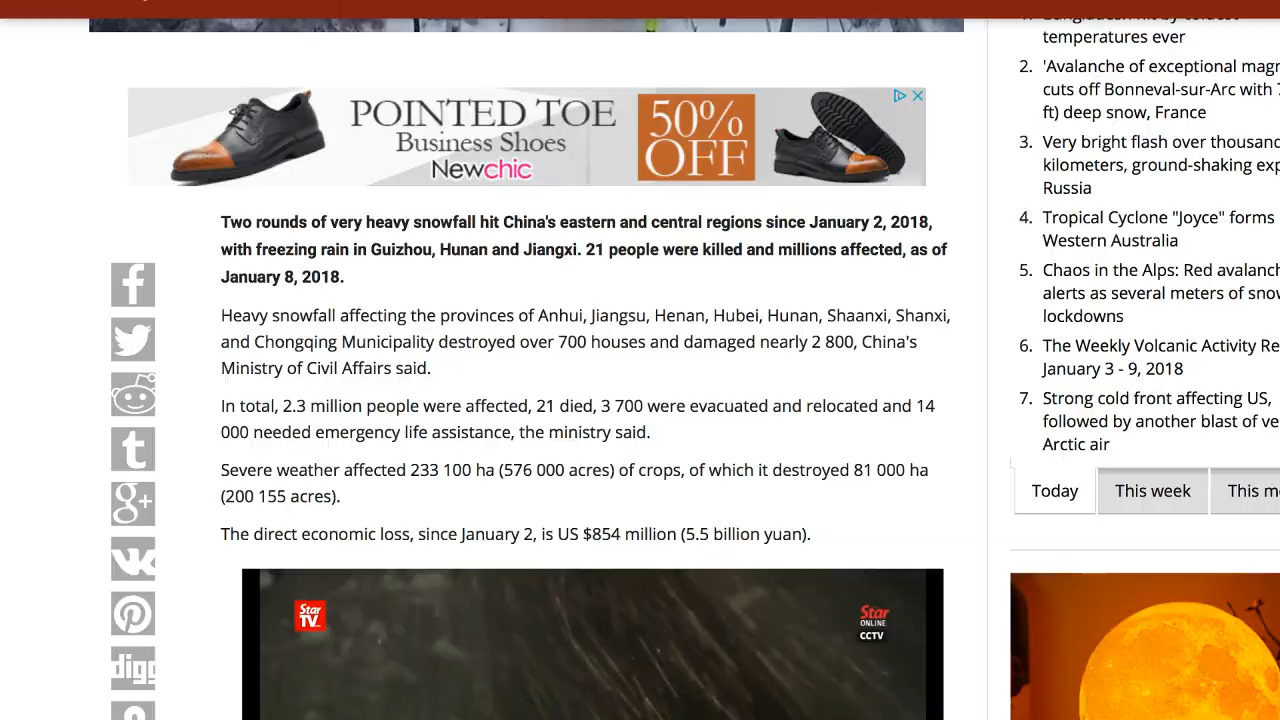 POINTED TOE
Business Shoes
Newchic
50%
OFF
Two rounds of very heavy snowfall hit China's eastern and central regions since January 2, 2018,
with freezing rain in Guizhou, Hunan and Jiangxi. 21 people were killed and millions affected, as of
January 8, 2018.
Heavy snowfall affecting the provinces of Anhui, Jiangsu, Henan, Hubei, Hunan, Shaanxi, Shanxi,
and Chongqing Municipality destroyed over 700 houses and damaged nearly 2 800, China's
Ministry of Civil Affairs said.
In total, 2.3 million people were affected, 21 died, 3 700 were evacuated and relocated and 14
000 needed emergency life assistance, the ministry said.
Severe weather affected 233 100 ha (576 000 acres) of crops, of which it destroyed 81 000 ha
(200 155 acres).
The direct economic loss, since January 2, is US $854 million (5.5 billion yuan).
Star
TV
Star
ONLINE
CCTV
digg
temperatures ever
2. 'Avalanche of exceptional
cuts off Bonneval-sur-Arc with
ft) deep snow, France
3. Very bright flash over
kilometers, ground-shaking
Russia
4. Tropical Cyclone "Joyce" forms
Western Australia
5. Chaos in the Alps: Red
alerts as several meters of
lockdowns
6. The Weekly Volcanic Activity
January 3 - 9, 2018
7. Strong cold front affecting US,
followed by another blast of
Arctic air
Today
This week
This